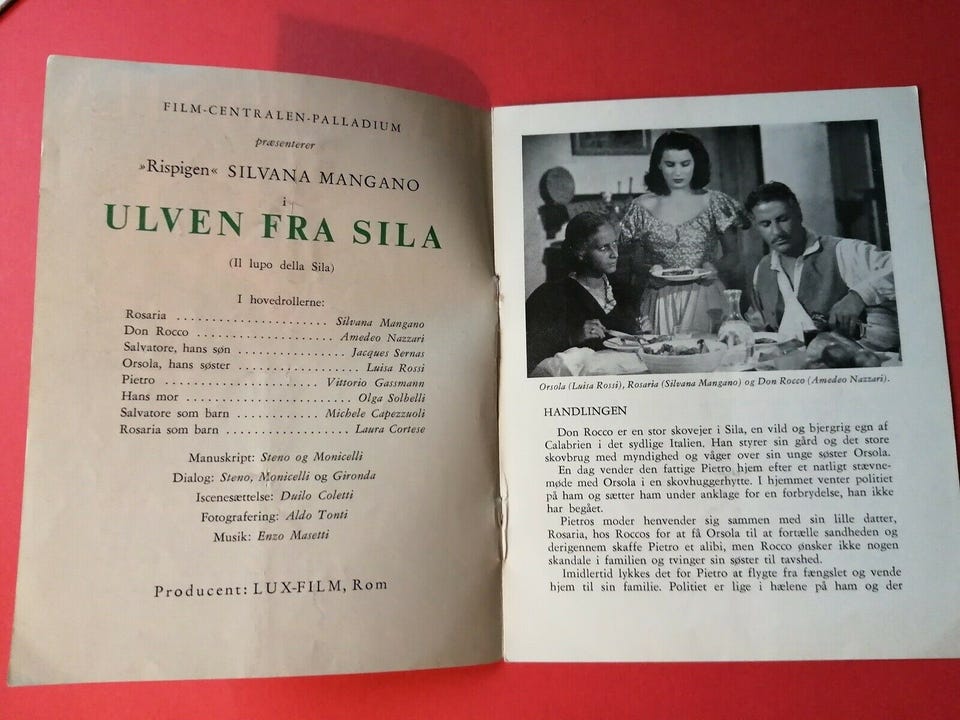 FILM-CENTRALEN-PALLADIUM
præsenterer
»Rispigen« SILVANA MANGANO
i
ULVEN FRA SILA
(Il lupo della Sila)
I hovedrollerne:
Rosaria ...................... Silvana Mangano
Don Rocco .................... Amedeo Nazzari
Salvatore, hans søn ................ Jacques Sernas
Orsola, hans søster .................. Luisa Rossi
Pietro ...................... Vittorio Gassmann
Hans mor ........................ Olga Solbelli
Salvatore som barn ............ Michele Capezzuoli
Rosaria som barn .................. Laura Cortese
Manuskript: Steno og Monicelli
Dialog: Steno, Monicelli og Gironda
Iscenesættelse: Duilo Coletti
Fotografering: Aldo Tonti
Musik: Enzo Masetti
Producent: LUX-FILM, Rom
Orsola (Luisa Rossi), Rosaria (Silvana Mangano) og Don Rocco (Amedeo Nazzari).
HANDLINGEN
Don Rocco er en stor skovejer i Sila, en vild og bjergrig egn af
Calabrien i det sydlige Italien. Han styrer sin gård og det store
skovbrug med myndighed og våger over sin unge søster Orsola.
En dag vender den fattige Pietro hjem efter et natligt stævne-
møde med Orsola i en skovhuggerhytte. I hjemmet venter politiet
på ham og sætter ham under anklage for en forbrydelse, han ikke
har begået.
Pietros moder henvender sig sammen med sin lille datter,
Rosaria, hos Roccos for at få Orsola til at fortælle sandheden og
derigennem skaffe Pietro et alibi, men Rocco ønsker ikke nogen
skandale i familien og tvinger sin søster til tavshed.
Imidlertid lykkes det for Pietro at flygte fra fængslet og vende
hjem til sin familie. Politiet er lige i hælene på ham og der